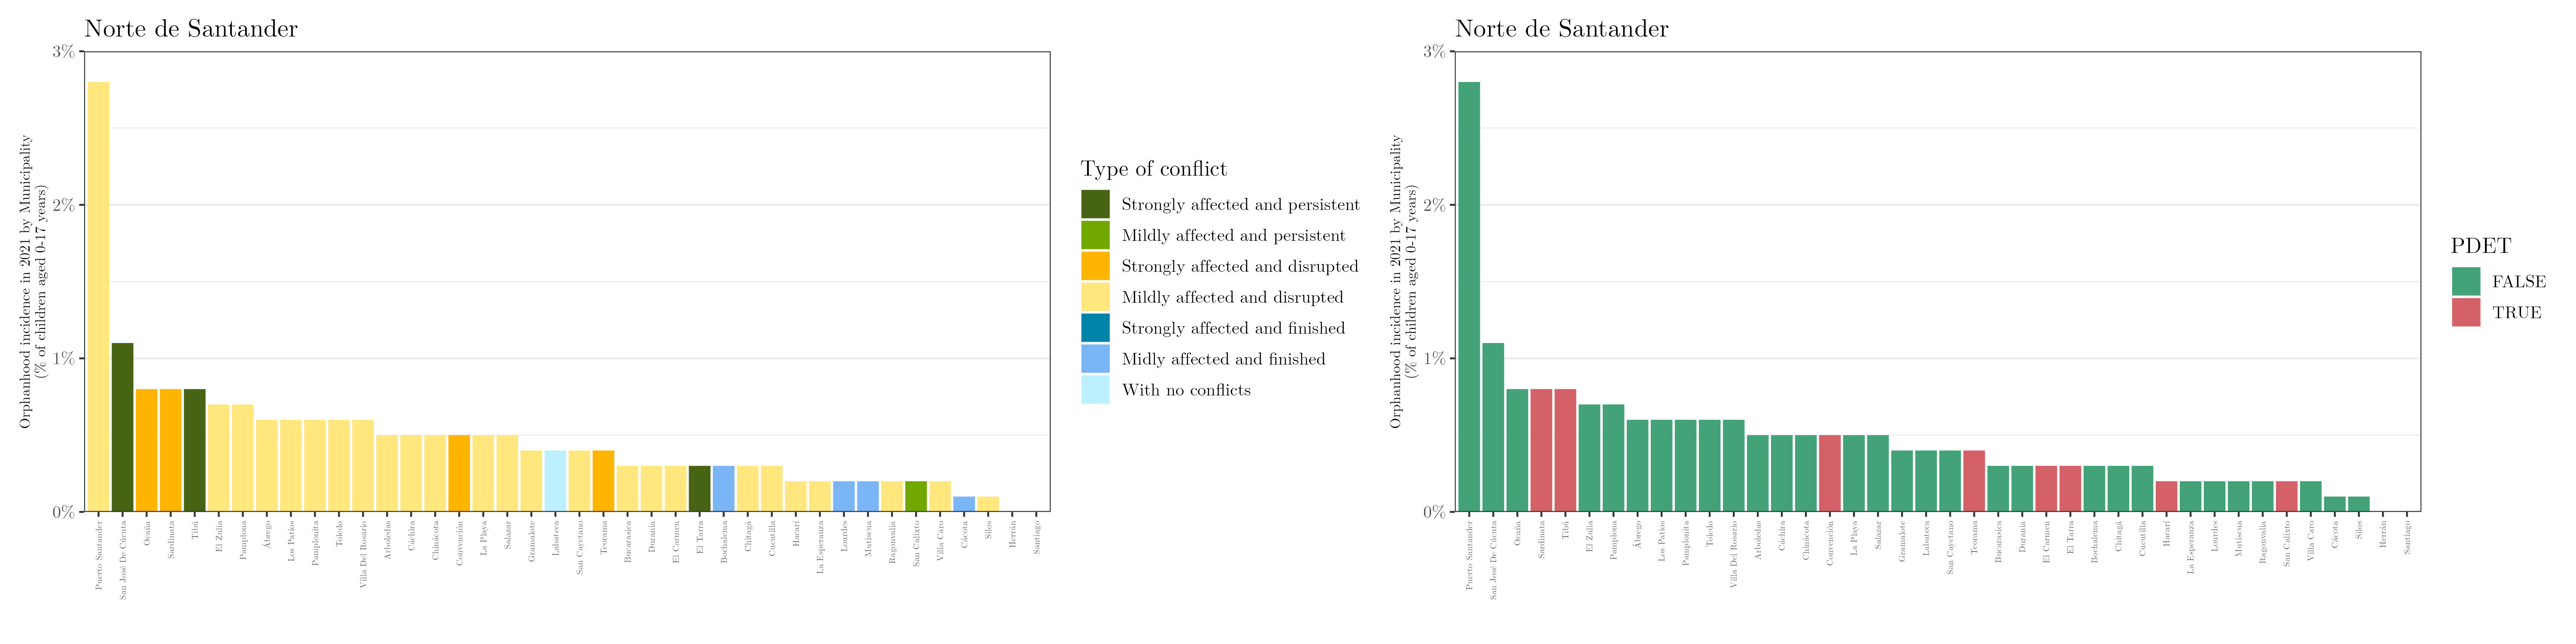 Norte de Santander
3%
2%
1%
0%
Orphanhood incidence in 2021 by Municipality
(% of children aged 0-17 years)
Puerto Santander
San José De Cúcuta
Ocaña
Sardinata
Tibú
El Zulia
Pamplona
Ábrego
Los Patios
Pamplonita
Toledo
Villa Del Rosario
Arboledas
Cáchira
Chinácota
Convención
La Playa
Salazar
Gramalote
Labateca
San Cayetano
Teorama
Bucarasica
Durania
El Carmen
El Tarra
Bochalema
Chitagá
Cucutilla
Hacarí
La Esperanza
Lourdes
Mutiscua
Ragonvalia
San Calixto
Villa Caro
Cácota
Silos
Herrán
Santiago
Type of conflict
Strongly affected and persistent
Mildly affected and persistent
Strongly affected and disrupted
Mildly affected and disrupted
Strongly affected and finished
Midly affected and finished
With no conflicts
Norte de Santander
3%
2%
1%
0%
Orphanhood incidence in 2021 by Municipality
(% of children aged 0-17 years)
Puerto Santander
San José De Cúcuta
Ocaña
Sardinata
Tibú
El Zulia
Pamplona
Ábrego
Los Patios
Pamplonita
Toledo
Villa Del Rosario
Arboledas
Cáchira
Chinácota
Convención
La Playa
Salazar
Gramalote
Labateca
San Cayetano
Teorama
Bucarasica
Durania
El Carmen
El Tarra
Bochalema
Chitagá
Cucutilla
Hacarí
La Esperanza
Lourdes
Mutiscua
Ragonvalia
San Calixto
Villa Caro
Cácota
Silos
Herrán
Santiago
PDET
FALSE
TRUE